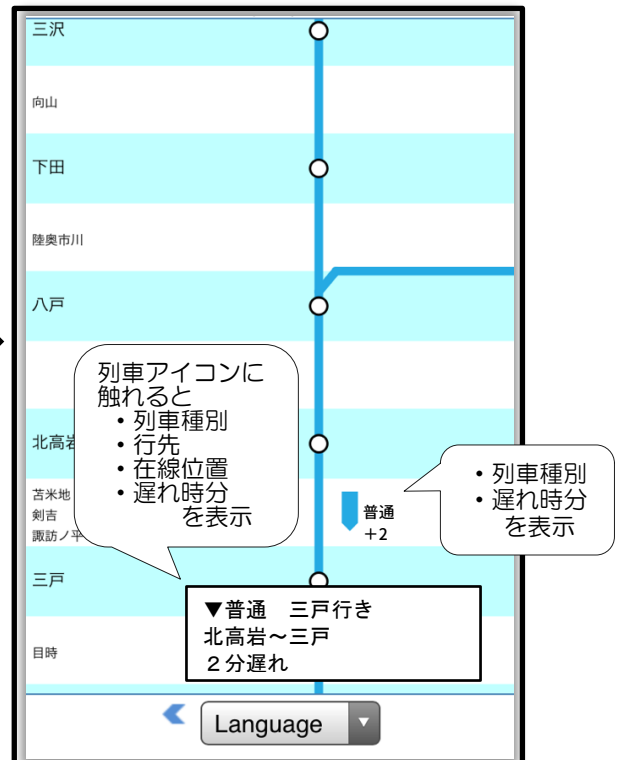 三沢
向山
下田
陸奥市川
八戸
列車アイコンに
触れると
・列車種別
・行先
・在線位置
・遅れ時分
を表示
北高岩
苫米地
剣吉
諏訪ノ平
普通
+2
・列車種別
・遅れ時分
を表示
三戸
▼普通　三戸行き
北高岩～三戸
２分遅れ
目時
Language